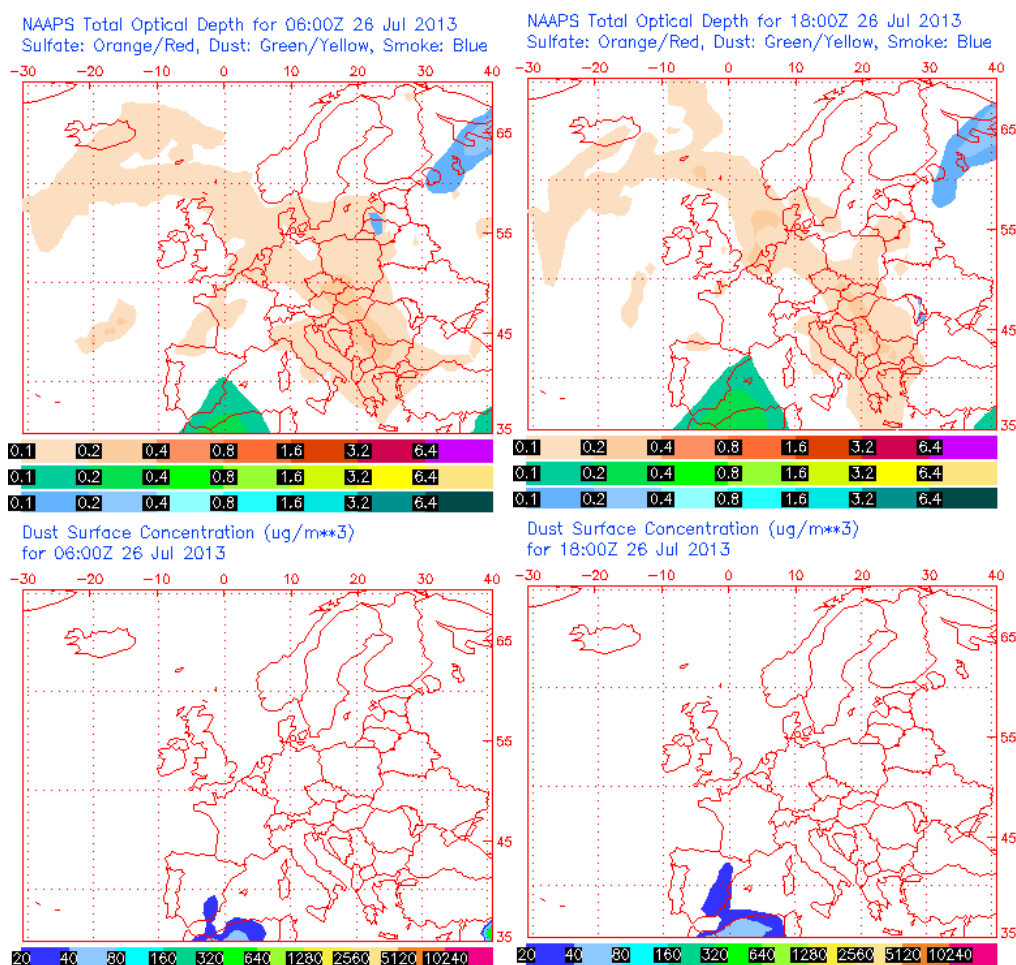 NAAPS Total Optical Depth for 06:00Z 26 Jul 2013
Sulfate: Orange/Red, Dust: Green/Yellow, Smoke: Blue
-30 -20 -10 0 10 20 30 40
65
55
45
35
0.1 0.2 0.4 0.8 1.6 3.2 6.4
0.1 0.2 0.4 0.8 1.6 3.2 6.4
0.1 0.2 0.4 0.8 1.6 3.2 6.4
NAAPS Total Optical Depth for 18:00Z 26 Jul 2013
Sulfate: Orange/Red, Dust: Green/Yellow, Smoke: Blue
-30 -20 -10 0 10 20 30 40
65
55
45
35
0.1 0.2 0.4 0.8 1.6 3.2 6.4
0.1 0.2 0.4 0.8 1.6 3.2 6.4
0.1 0.2 0.4 0.8 1.6 3.2 6.4
Dust Surface Concentration (ug/m**3)
for 06:00Z 26 Jul 2013
-30 -20 -10 0 10 20 30 40
65
55
45
35
20 40 80 160 320 640 1280 2560 5120 10240
Dust Surface Concentration (ug/m**3)
for 18:00Z 26 Jul 2013
-30 -20 -10 0 10 20 30 40
65
55
45
35
20 40 80 160 320 640 1280 2560 5120 10240